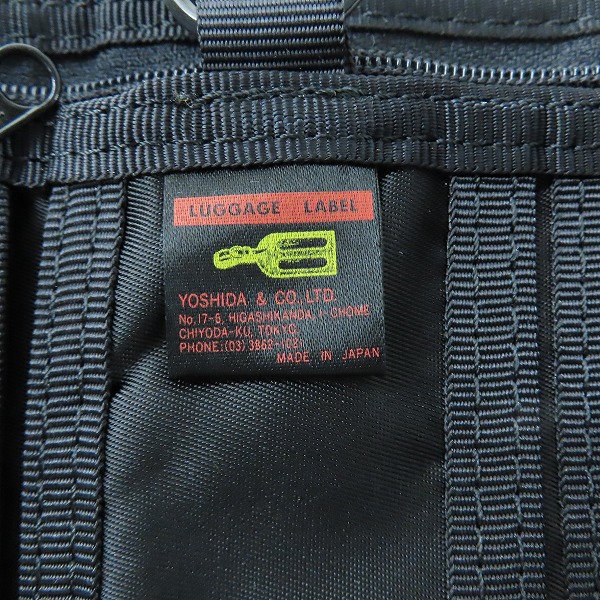 LUGGAGE LABEL
YOSHIDA & CO., LTD.
No. 17-6, HIGASHIKANDA, 1-CHOME
CHIYODA-KU, TOKYO
PHONE: (03) 3862-1021
MADE IN JAPAN